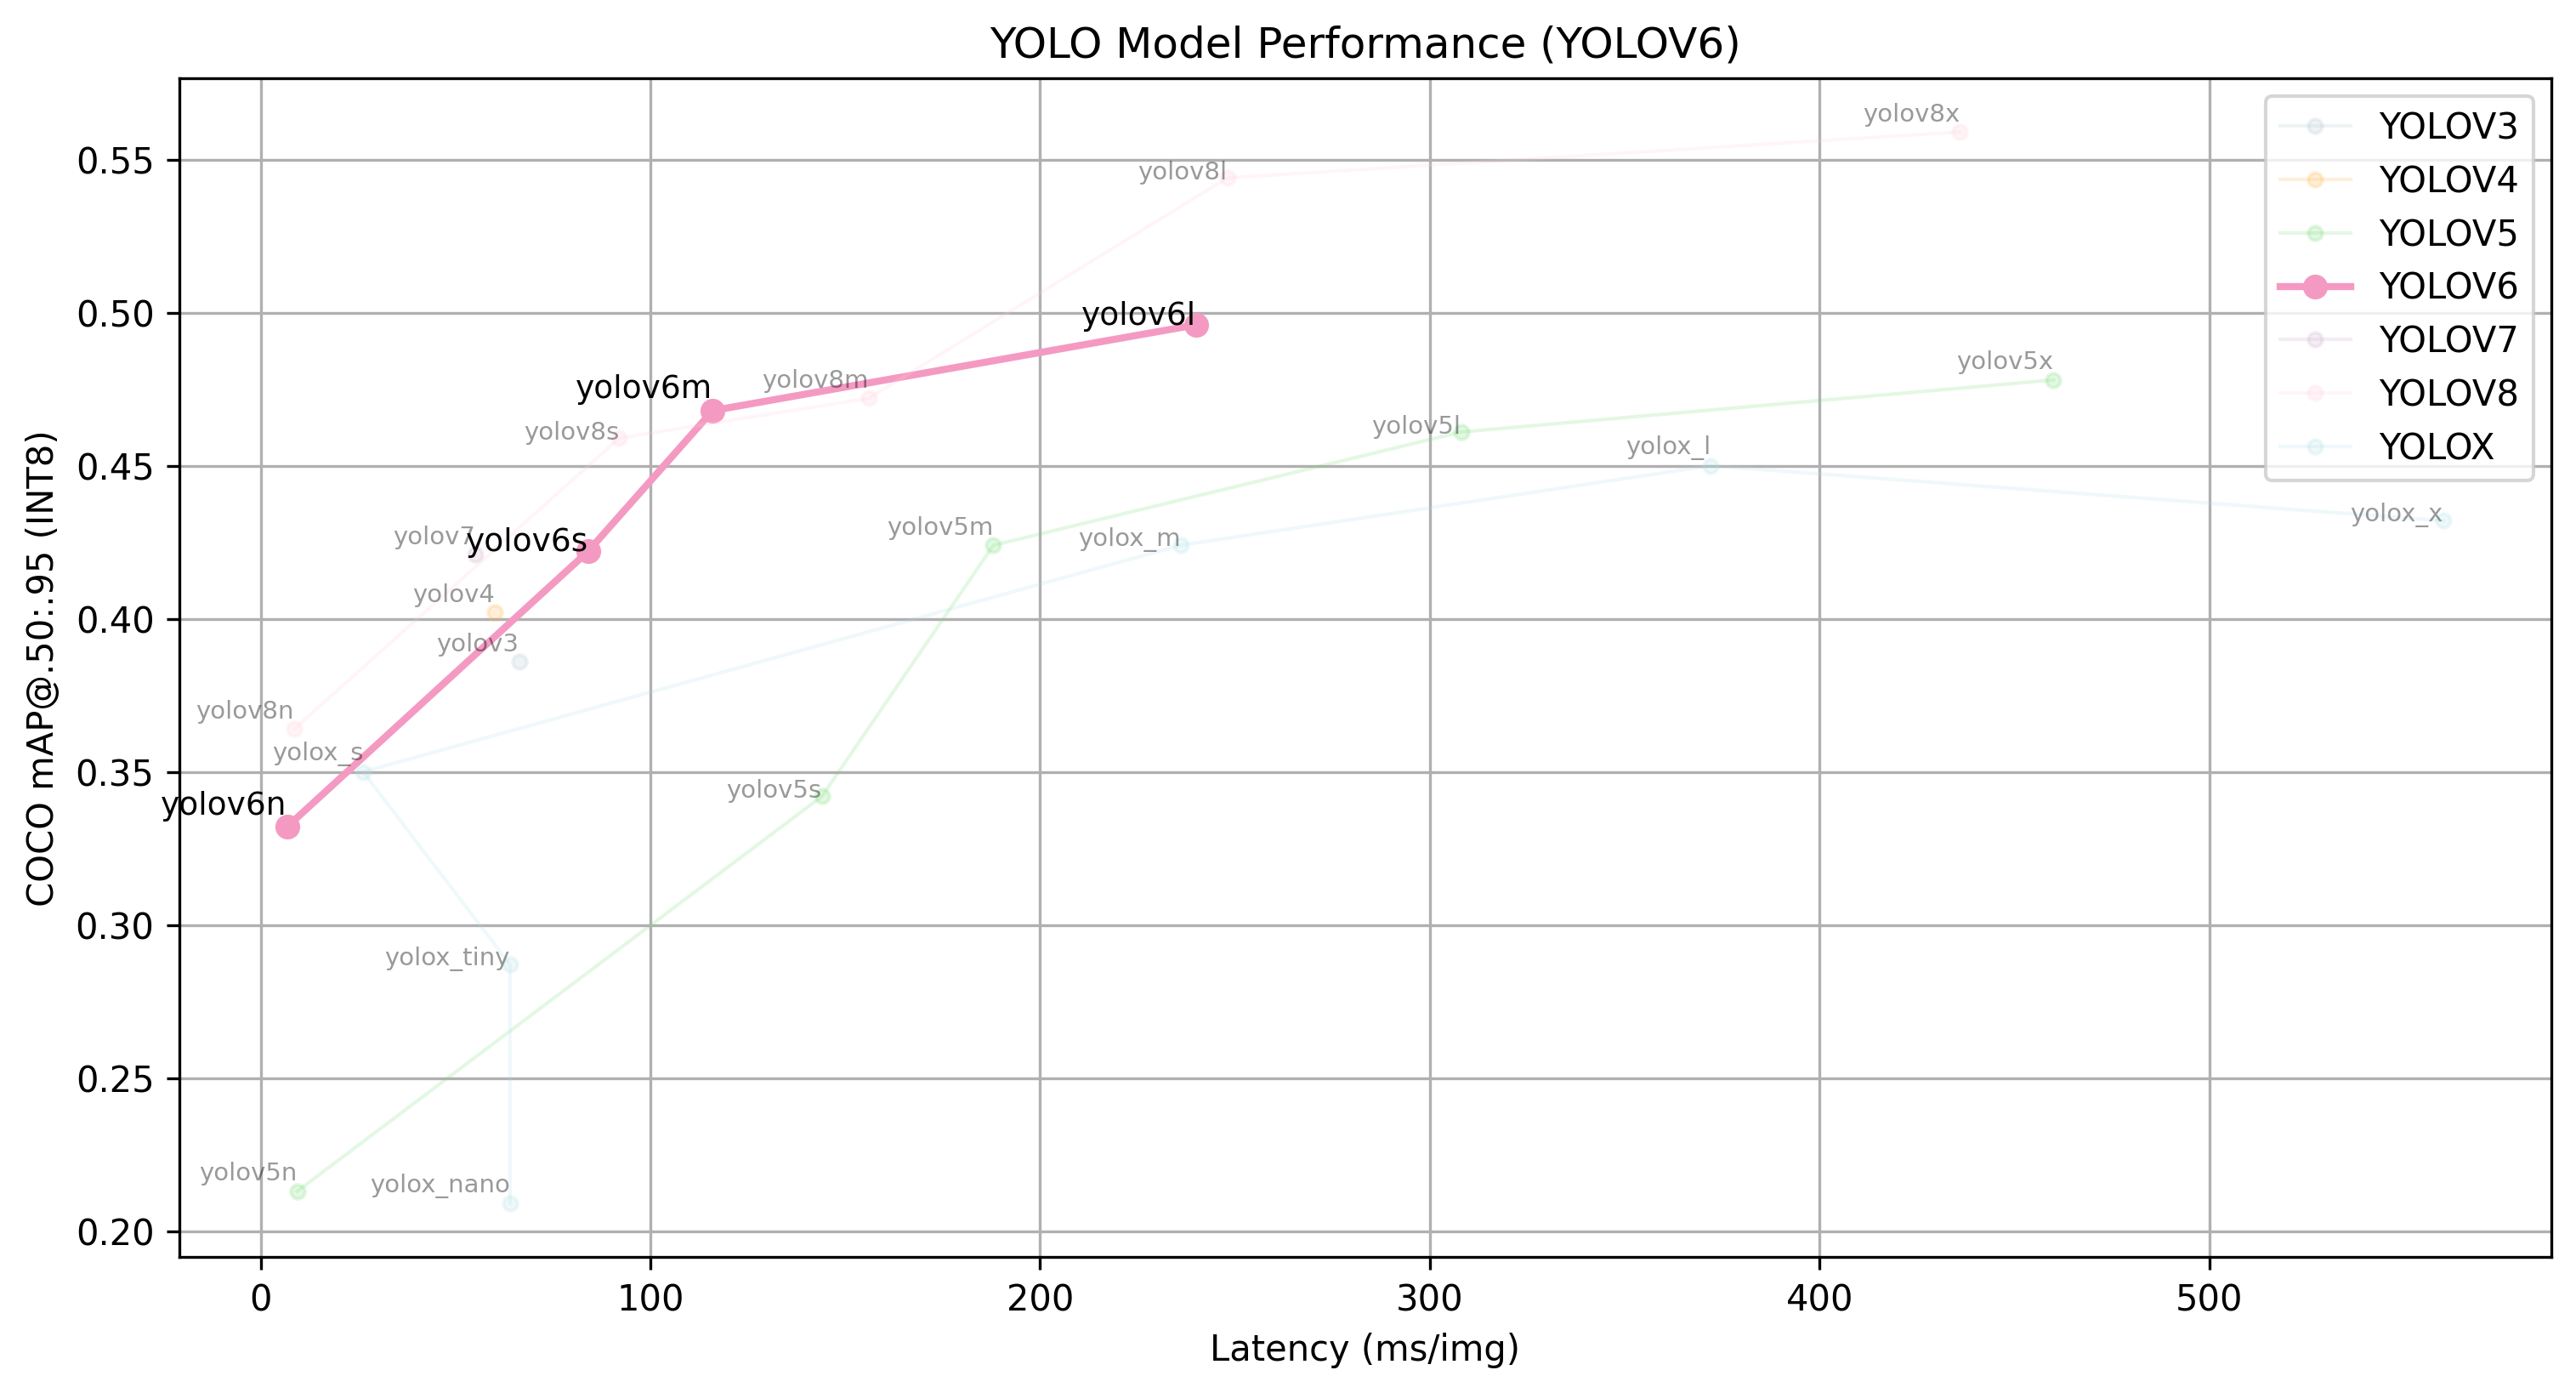 YOLO Model Performance (YOLOV6)
COCO mAP@.50:.95 (INT8)
0.55
0.50
0.45
0.40
0.35
0.30
0.25
0.20
yolov8x
yolov8l
yolov6l
yolov5x
yolov6m
yolov8m
yolov8s
yolov5l
yolox_l
yolov7
yolov6s
yolov5m
yolox_m
yolox_x
yolov4
yolov3
yolov8n
yolox_s
yolov6n
yolov5s
yolox_tiny
yolov5n
yolox_nano
YOLOV3
YOLOV4
YOLOV5
YOLOV6
YOLOV7
YOLOV8
YOLOX
0 100 200 300 400 500
Latency (ms/img)